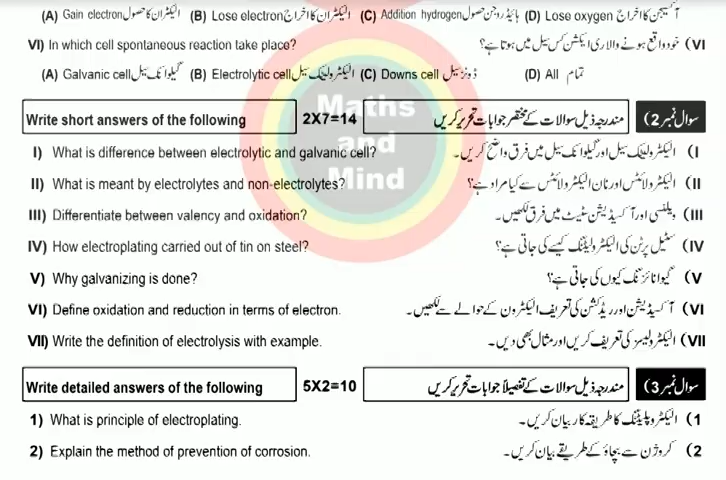 (A) Gain electron الیکٹران کا حصول (B) Lose electron الیکٹران کا اخراج (C) Addition hydrogen ہائیڈروجن حصول (D) Lose oxygen آکسیجن کا اخراج
VI) In which cell spontaneous reaction take place? خود واقع ہونے والا ری ایکشن کس سیل میں ہوتا ہے؟ (VI
(A) Galvanic cell گیلوانک سیل (B) Electrolytic cell الیکٹرولیٹک سیل (C) Downs cell ڈونز سیل (D) All تمام
Write short answers of the following 2X7=14 مندرجہ ذیل سوالات کے مختصر جوابات تحریر کریں سوال نمبر 2)
Maths and Mind
I) What is difference between electrolytic and galvanic cell? الیکٹرولیٹک سیل اور گیلوانک سیل میں فرق واضح کریں۔ (I
II) What is meant by electrolytes and non-electrolytes? الیکٹرولائٹس اور نان الیکٹرولائٹس سے کیا مراد ہے؟ (II
III) Differentiate between valency and oxidation? ویلنسی اور آکسیڈیشن سٹیٹ میں فرق لکھیں۔ (III
IV) How electroplating carried out of tin on steel? سٹیل پر ٹن کی الیکٹروپلیٹنگ کیسے کی جاتی ہے؟ (IV
V) Why galvanizing is done? گیلوانائزنگ کیوں کی جاتی ہے؟ (V
VI) Define oxidation and reduction in terms of electron. آکسیڈیشن اور ریڈکشن کی تعریف الیکٹرون کے حوالے سے لکھیں۔ (VI
VII) Write the definition of electrolysis with example. الیکٹرولیسز کی تعریف کریں اور مثال بھی دیں۔ (VII
Write detailed answers of the following 5X2=10 مندرجہ ذیل سوالات کے تفصیلاً جوابات تحریر کریں سوال نمبر 3)
1) What is principle of electroplating. الیکٹروپلیٹنگ کا طریقہ کار بیان کریں۔ (1
2) Explain the method of prevention of corrosion. کروژن سے بچاؤ کے طریقے بیان کریں۔ (2